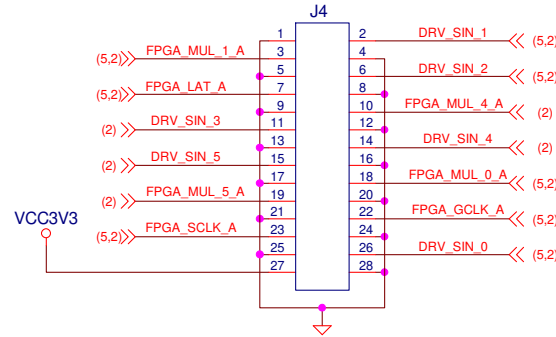 J4
1 2 DRV_SIN_1 (5,2)
(5,2) FPGA_MUL_1_A 3 4
5 6 DRV_SIN_2 (5,2)
(5,2) FPGA_LAT_A 7 8
9 10 FPGA_MUL_4_A (2)
(2) DRV_SIN_3 11 12
13 14 DRV_SIN_4 (2)
(2) DRV_SIN_5 15 16
17 18 FPGA_MUL_0_A (5,2)
(2) FPGA_MUL_5_A 19 20
VCC3V3 21 22 FPGA_GCLK_A (5,2)
(5,2) FPGA_SCLK_A 23 24
25 26 DRV_SIN_0 (5,2)
27 28